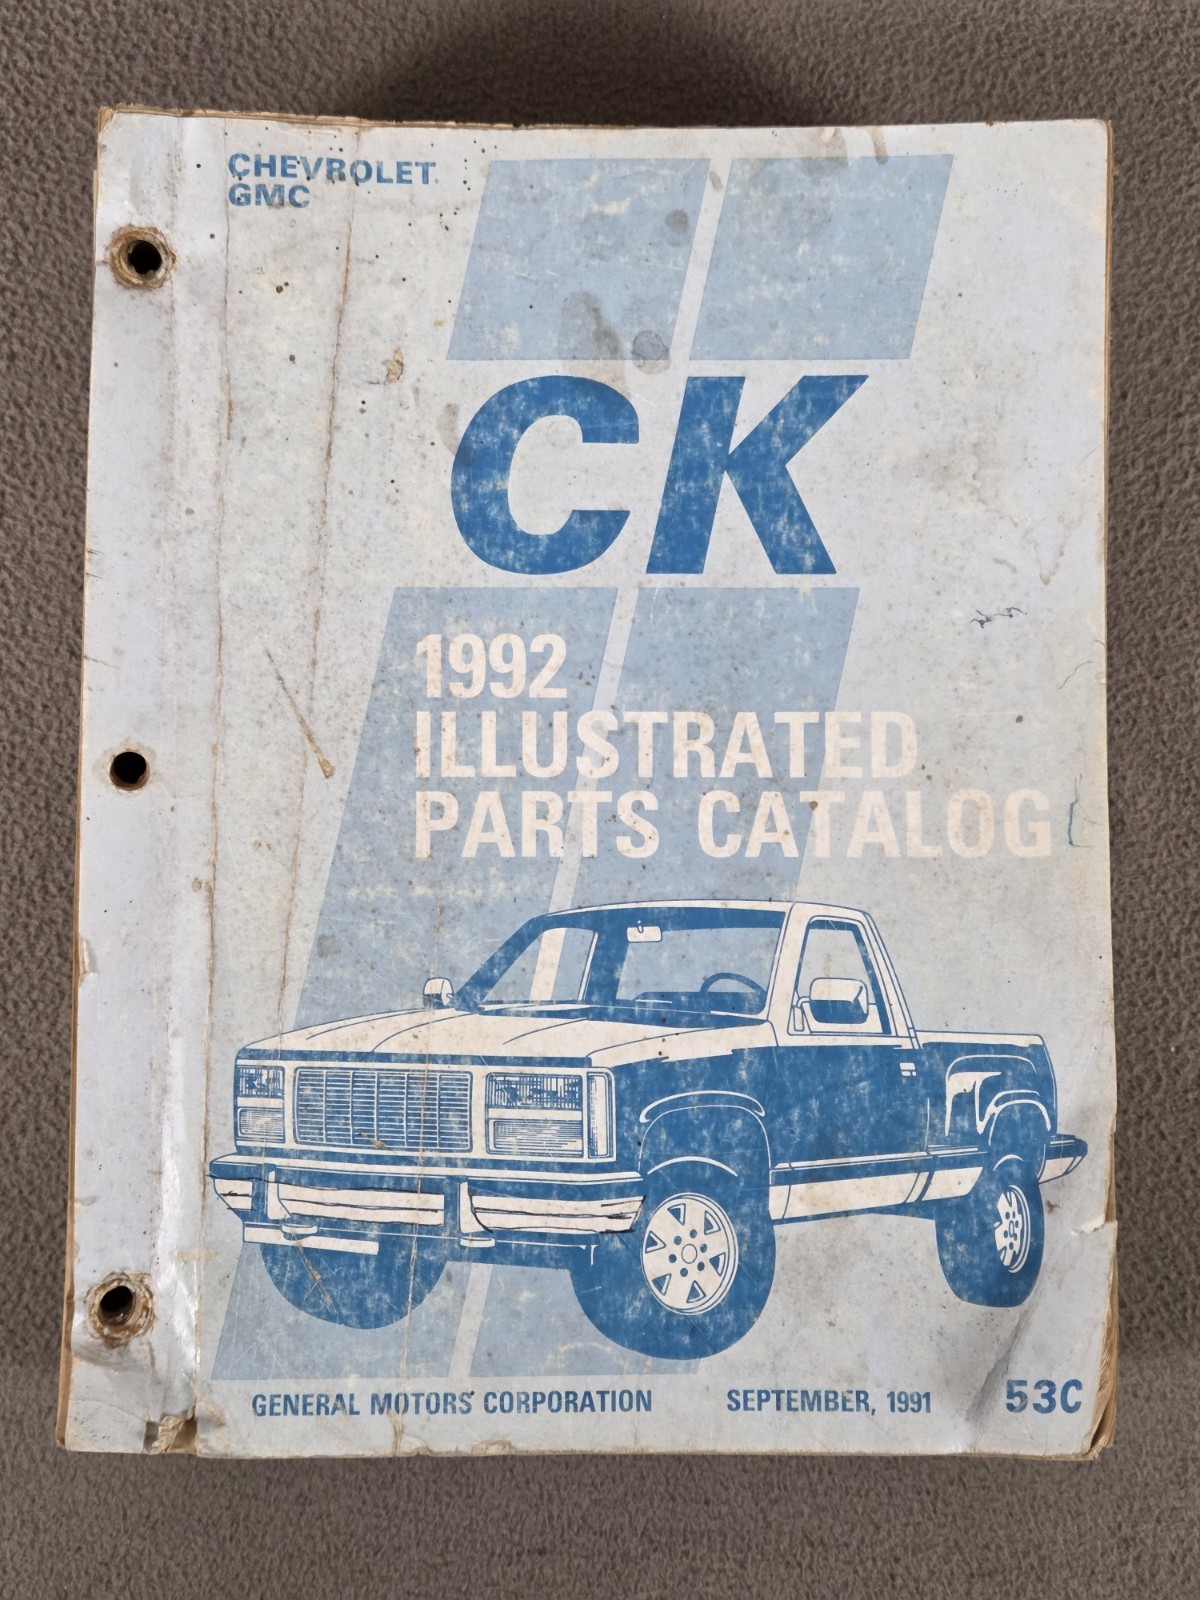 CHEVROLET
GMC
CK
1992
ILLUSTRATED
PARTS CATALOG
GENERAL MOTORS CORPORATION
SEPTEMBER, 1991
53C